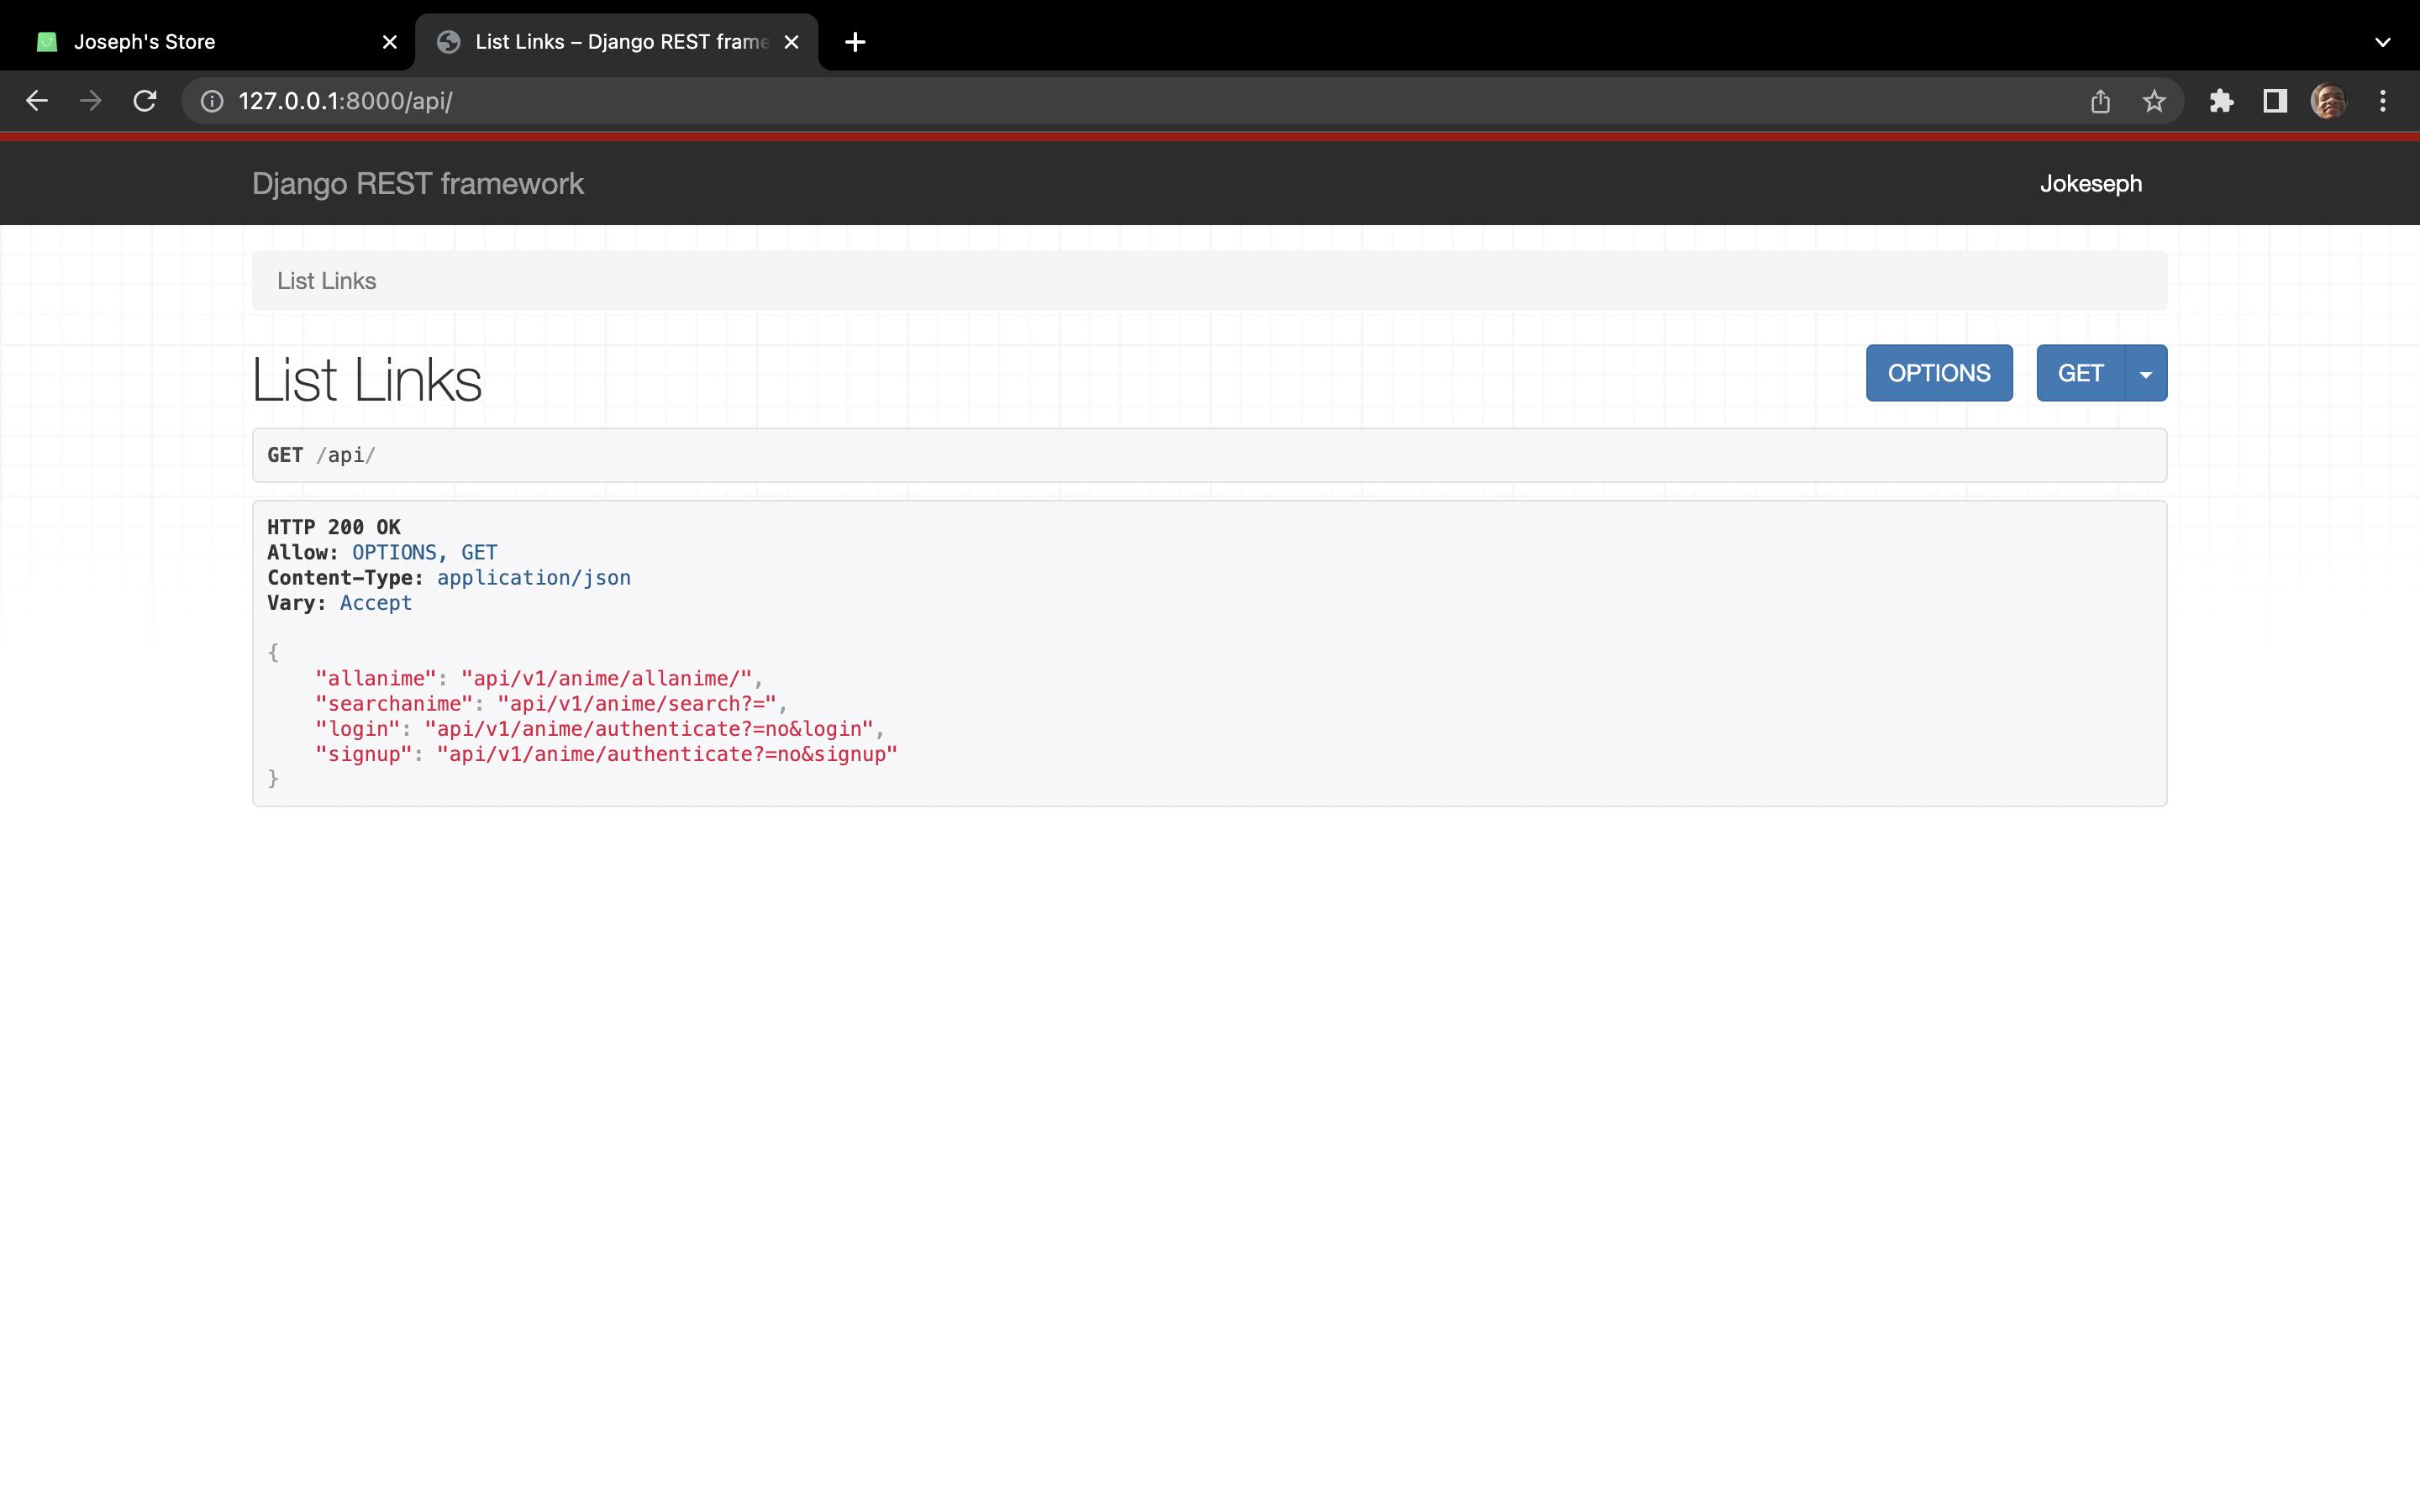 Joseph's Store
List Links – Django REST frame
127.0.0.1:8000/api/
Django REST framework
Jokeseph
List Links
List Links
OPTIONS
GET
GET /api/
HTTP 200 OK
Allow: OPTIONS, GET
Content-Type: application/json
Vary: Accept
{
    "allanime": "api/v1/anime/allanime/",
    "searchanime": "api/v1/anime/search?=",
    "login": "api/v1/anime/authenticate?=no&login",
    "signup": "api/v1/anime/authenticate?=no&signup"
}